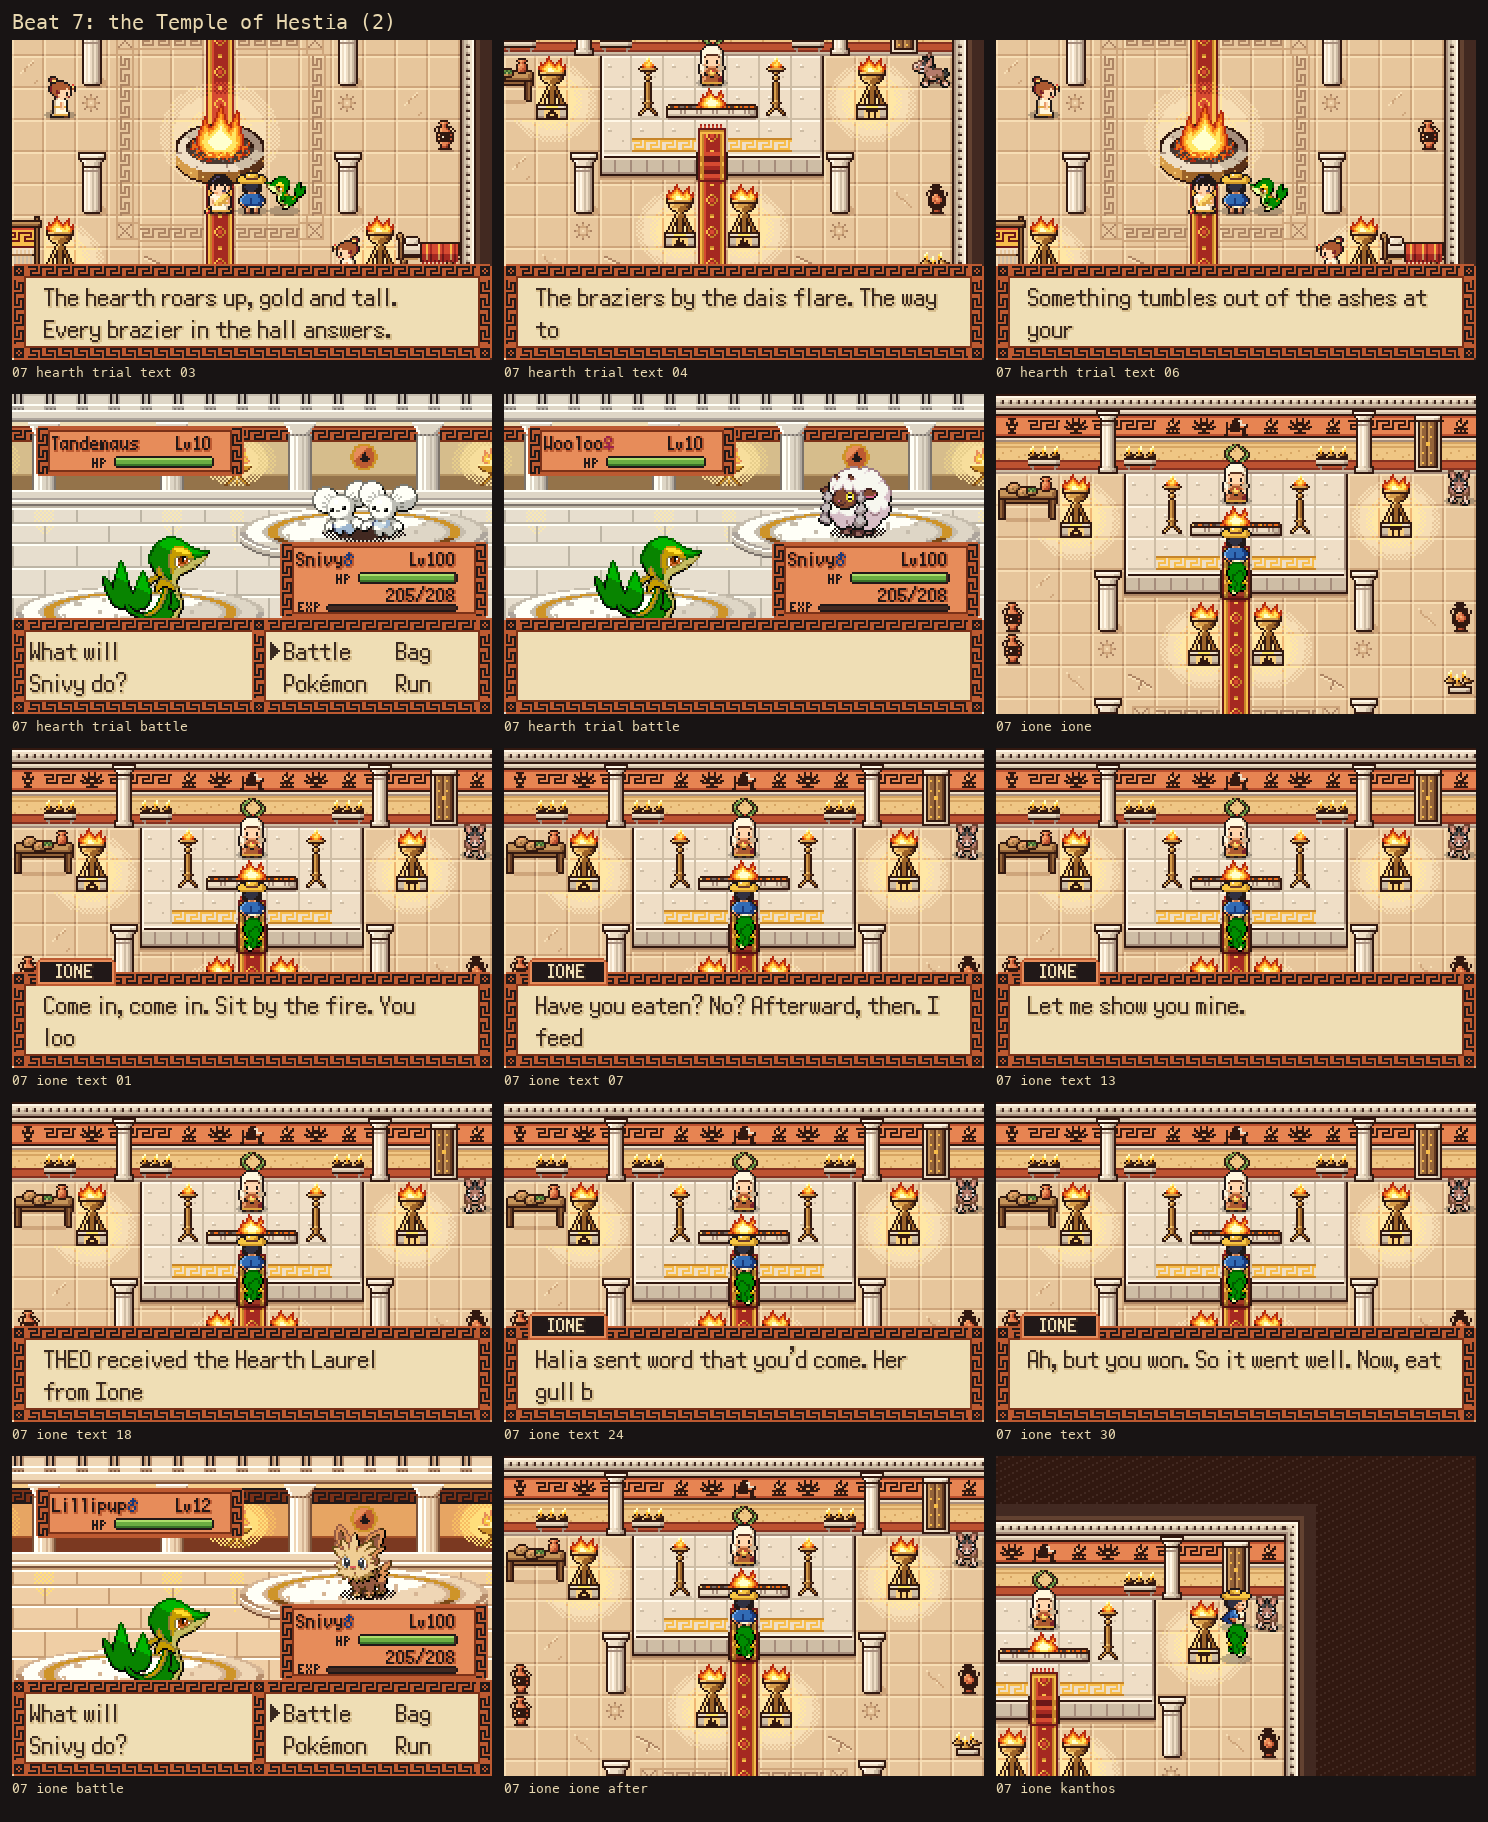 Beat 7: the Temple of Hestia (2)
The hearth roars up, gold and tall.
Every brazier in the hall answers.
07 hearth trial text 03
The braziers by the dais flare. The way
to
07 hearth trial text 04
Something tumbles out of the ashes at
your
07 hearth trial text 06
Tandemaus Lv10
HP
Snivy♂ Lv100
HP
205/208
EXP
What will
Snivy do?
▶Battle Bag
Pokémon Run
07 hearth trial battle
Wooloo♀ Lv10
HP
Snivy♂ Lv100
HP
205/208
EXP
07 hearth trial battle
07 ione ione
IONE
Come in, come in. Sit by the fire. You
loo
07 ione text 01
IONE
Have you eaten? No? Afterward, then. I
feed
07 ione text 07
IONE
Let me show you mine.
07 ione text 13
THEO received the Hearth Laurel
from Ione
07 ione text 18
IONE
Halia sent word that you'd come. Her
gull b
07 ione text 24
IONE
Ah, but you won. So it went well. Now, eat
07 ione text 30
Lillipup♂ Lv12
HP
Snivy♂ Lv100
HP
205/208
EXP
What will
Snivy do?
▶Battle Bag
Pokémon Run
07 ione battle
07 ione ione after
07 ione kanthos